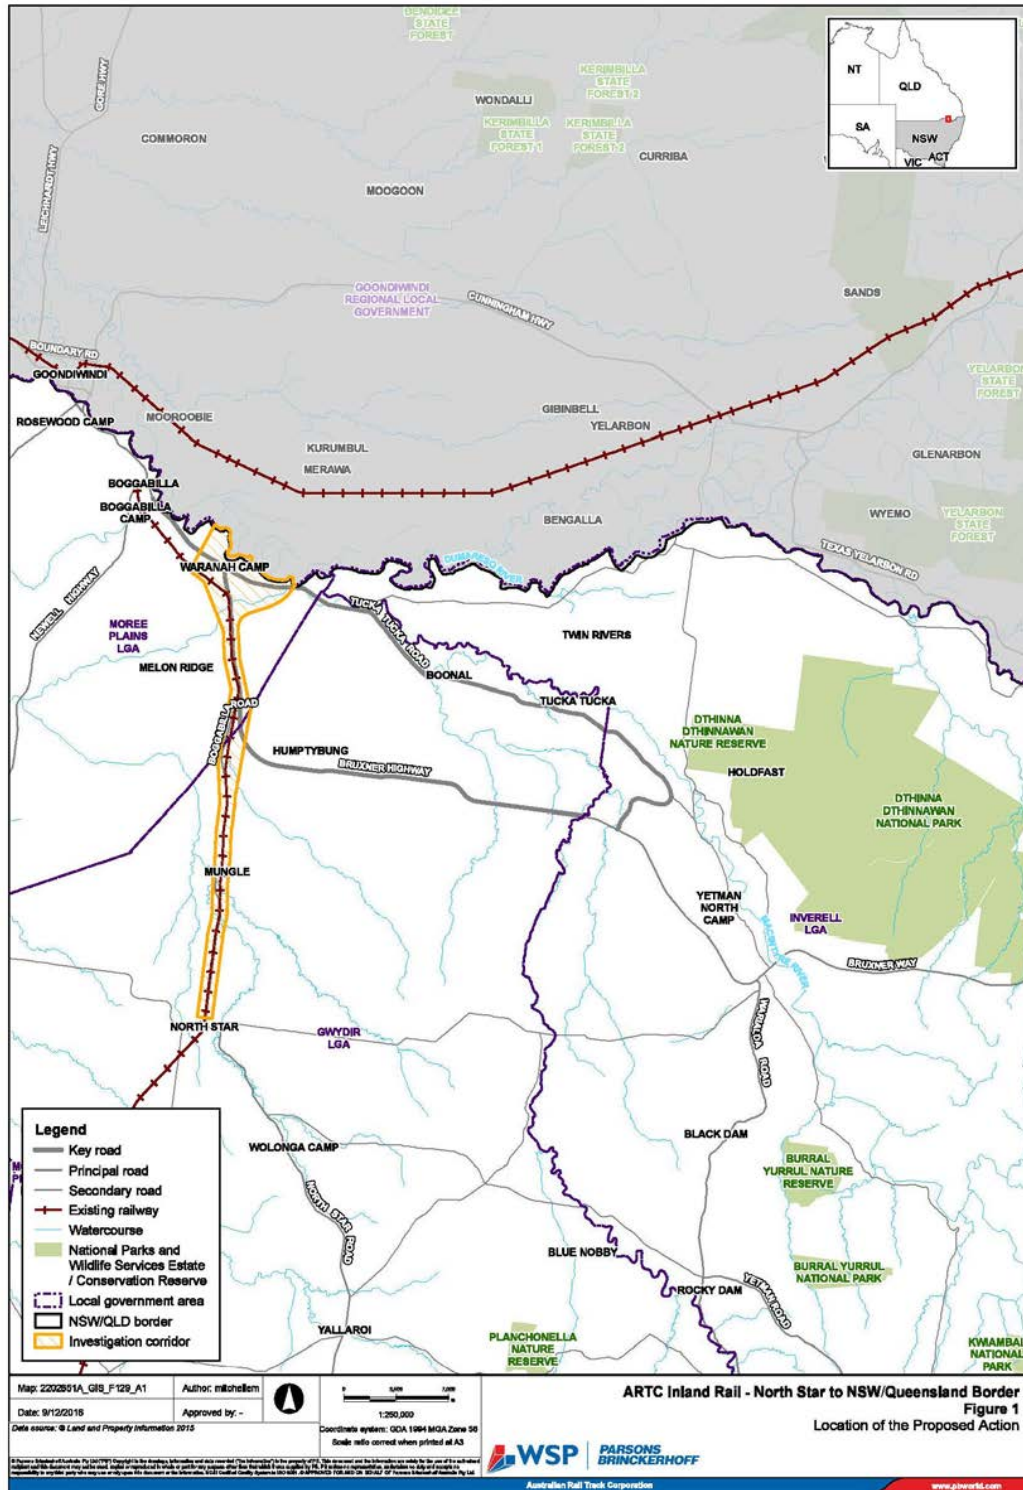 DENOIDEE
STATE
FOREST
KERIMBILLA
STATE
FOREST 2
WONDALLI
KERIMBILLA
STATE
FOREST 1
KERIMBILLA
STATE
FOREST 2
COMMORON
CURRIBA
MOOGOON
GORE HWY
LEICHHARDT HWY
NT
QLD
SA
NSW
VIC
ACT
GOONDIWINDI
REGIONAL LOCAL
GOVERNMENT
CUNNINGHAM HWY
SANDS
BOUNDARY RD
GOONDIWINDI
YELARBON
STATE
FOREST
ROSEWOOD CAMP
MOOROOBIE
GIBINBELL
YELARBON
KURUMBUL
MERAWA
GLENARBON
BOGGABILLA
BOGGABILLA
CAMP
BENGALLA
WYEMO
YELARBON
STATE
FOREST
WARANAH CAMP
DUMARESQ RIVER
TEXAS YELARBON RD
NEWELL HIGHWAY
MOREE
PLAINS
LGA
TUCKA TUCKA ROAD
TWIN RIVERS
MELON RIDGE
BOONAL
TUCKA TUCKA
BOGGABILLA ROAD
DTHINNA
DTHINNAWAN
NATURE RESERVE
HUMPTYBUNG
BRUXNER HIGHWAY
HOLDFAST
DTHINNA
DTHINNAWAN
NATIONAL PARK
MUNGLE
YETMAN
NORTH
CAMP
INVERELL
LGA
MACINTYRE RIVER
BRUXNER WAY
NORTH STAR
GWYDIR
LGA
WARIALDA ROAD
WOLONGA CAMP
BLACK DAM
BURRAL
YURRUL NATURE
RESERVE
NORTH STAR ROAD
BLUE NOBBY
BURRAL YURRUL
NATIONAL PARK
ROCKY DAM
YETMAN ROAD
YALLAROI
PLANCHONELLA
NATURE
RESERVE
KWIAMBAL
NATIONAL
PARK
Legend
Key road
Principal road
Secondary road
Existing railway
Watercourse
National Parks and
Wildlife Services Estate
/ Conservation Reserve
Local government area
NSW/QLD border
Investigation corridor
Map: 2202651A_GIS_F129_A1
Author: mitchellem
Date: 9/12/2016
Approved by: -
Data source: © Land and Property Information 2015
1:250,000
Coordinate system: GDA 1994 MGA Zone 56
Scale ratio correct when printed at A3
ARTC Inland Rail - North Star to NSW/Queensland Border
Figure 1
Location of the Proposed Action
WSP
PARSONS
BRINCKERHOFF
Australian Rail Track Corporation
www.pbworld.com